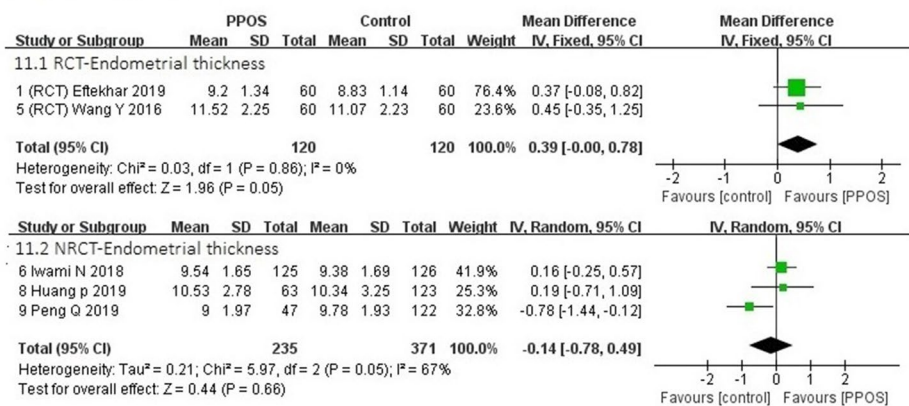 PPOS Control Mean Difference Mean Difference
Study or Subgroup Mean SD Total Mean SD Total Weight IV, Fixed, 95% CI IV, Fixed, 95% CI
11.1 RCT-Endometrial thickness
1 (RCT) Eftekhar 2019 9.2 1.34 60 8.83 1.14 60 76.4% 0.37 [-0.08, 0.82]
5 (RCT) Wang Y 2016 11.52 2.25 60 11.07 2.23 60 23.6% 0.45 [-0.35, 1.25]
Total (95% CI) 120 120 100.0% 0.39 [-0.00, 0.78]
Heterogeneity: Chi² = 0.03, df = 1 (P = 0.86); I² = 0%
Test for overall effect: Z = 1.96 (P = 0.05)
-2 -1 0 1 2
Favours [control] Favours [PPOS]
Study or Subgroup Mean SD Total Mean SD Total Weight IV, Random, 95% CI IV, Random, 95% CI
11.2 NRCT-Endometrial thickness
6 Iwami N 2018 9.54 1.65 125 9.38 1.69 126 41.9% 0.16 [-0.25, 0.57]
8 Huang p 2019 10.53 2.78 63 10.34 3.25 123 25.3% 0.19 [-0.71, 1.09]
9 Peng Q 2019 9 1.97 47 9.78 1.93 122 32.8% -0.78 [-1.44, -0.12]
Total (95% CI) 235 371 100.0% -0.14 [-0.78, 0.49]
Heterogeneity: Tau² = 0.21; Chi² = 5.97, df = 2 (P = 0.05); I² = 67%
Test for overall effect: Z = 0.44 (P = 0.66)
-2 -1 0 1 2
Favours [control] Favours [PPOS]